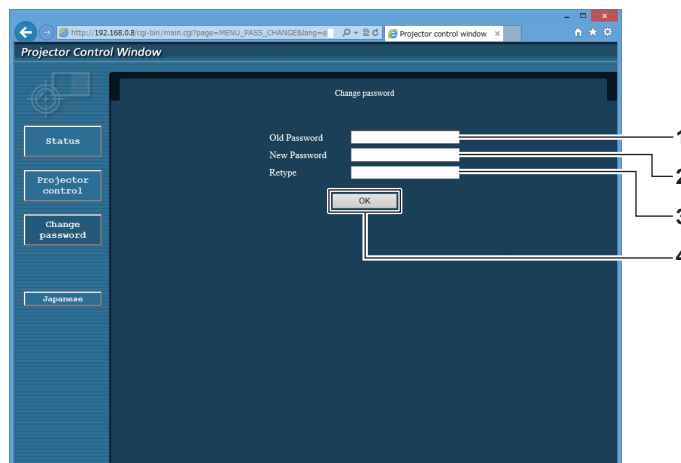 http://192.168.0.8/cgi-bin/main.cgi?page=MENU_PASS_CHANGE&lang=e
Projector control window
Projector Control Window
Change password
Status
Projector
control
Change
password
Japanese
Old Password
New Password
Retype
OK
1
2
3
4